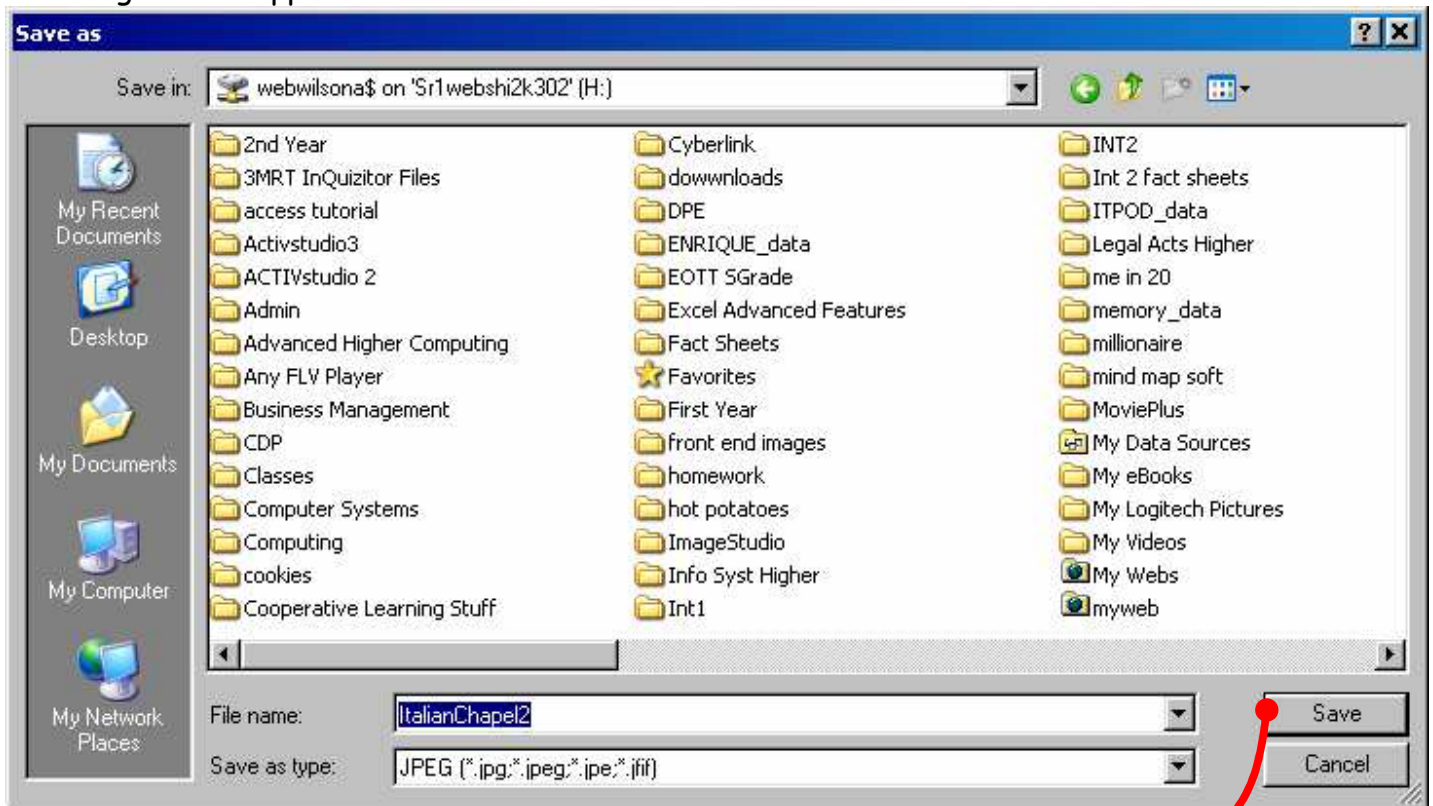 Save as
Save in: webwilsona$ on 'Sr1webshi2k302' (H:)
My Recent
Documents
Desktop
My Documents
My Computer
My Network
Places
2nd Year
3MRT InQuizitor Files
access tutorial
Activstudio3
ACTIVstudio 2
Admin
Advanced Higher Computing
Any FLV Player
Business Management
CDP
Classes
Computer Systems
Computing
cookies
Cooperative Learning Stuff
Cyberlink
dowwnloads
DPE
ENRIQUE_data
EOTT SGrade
Excel Advanced Features
Fact Sheets
Favorites
First Year
front end images
homework
hot potatoes
ImageStudio
Info Syst Higher
Int1
INT2
Int 2 fact sheets
ITPOD_data
Legal Acts Higher
me in 20
memory_data
millionaire
mind map soft
MoviePlus
My Data Sources
My eBooks
My Logitech Pictures
My Videos
My Webs
myweb
File name: ItalianChapel2
Save
Save as type: JPEG (*.jpg;*.jpeg;*.jpe;*.jfif)
Cancel